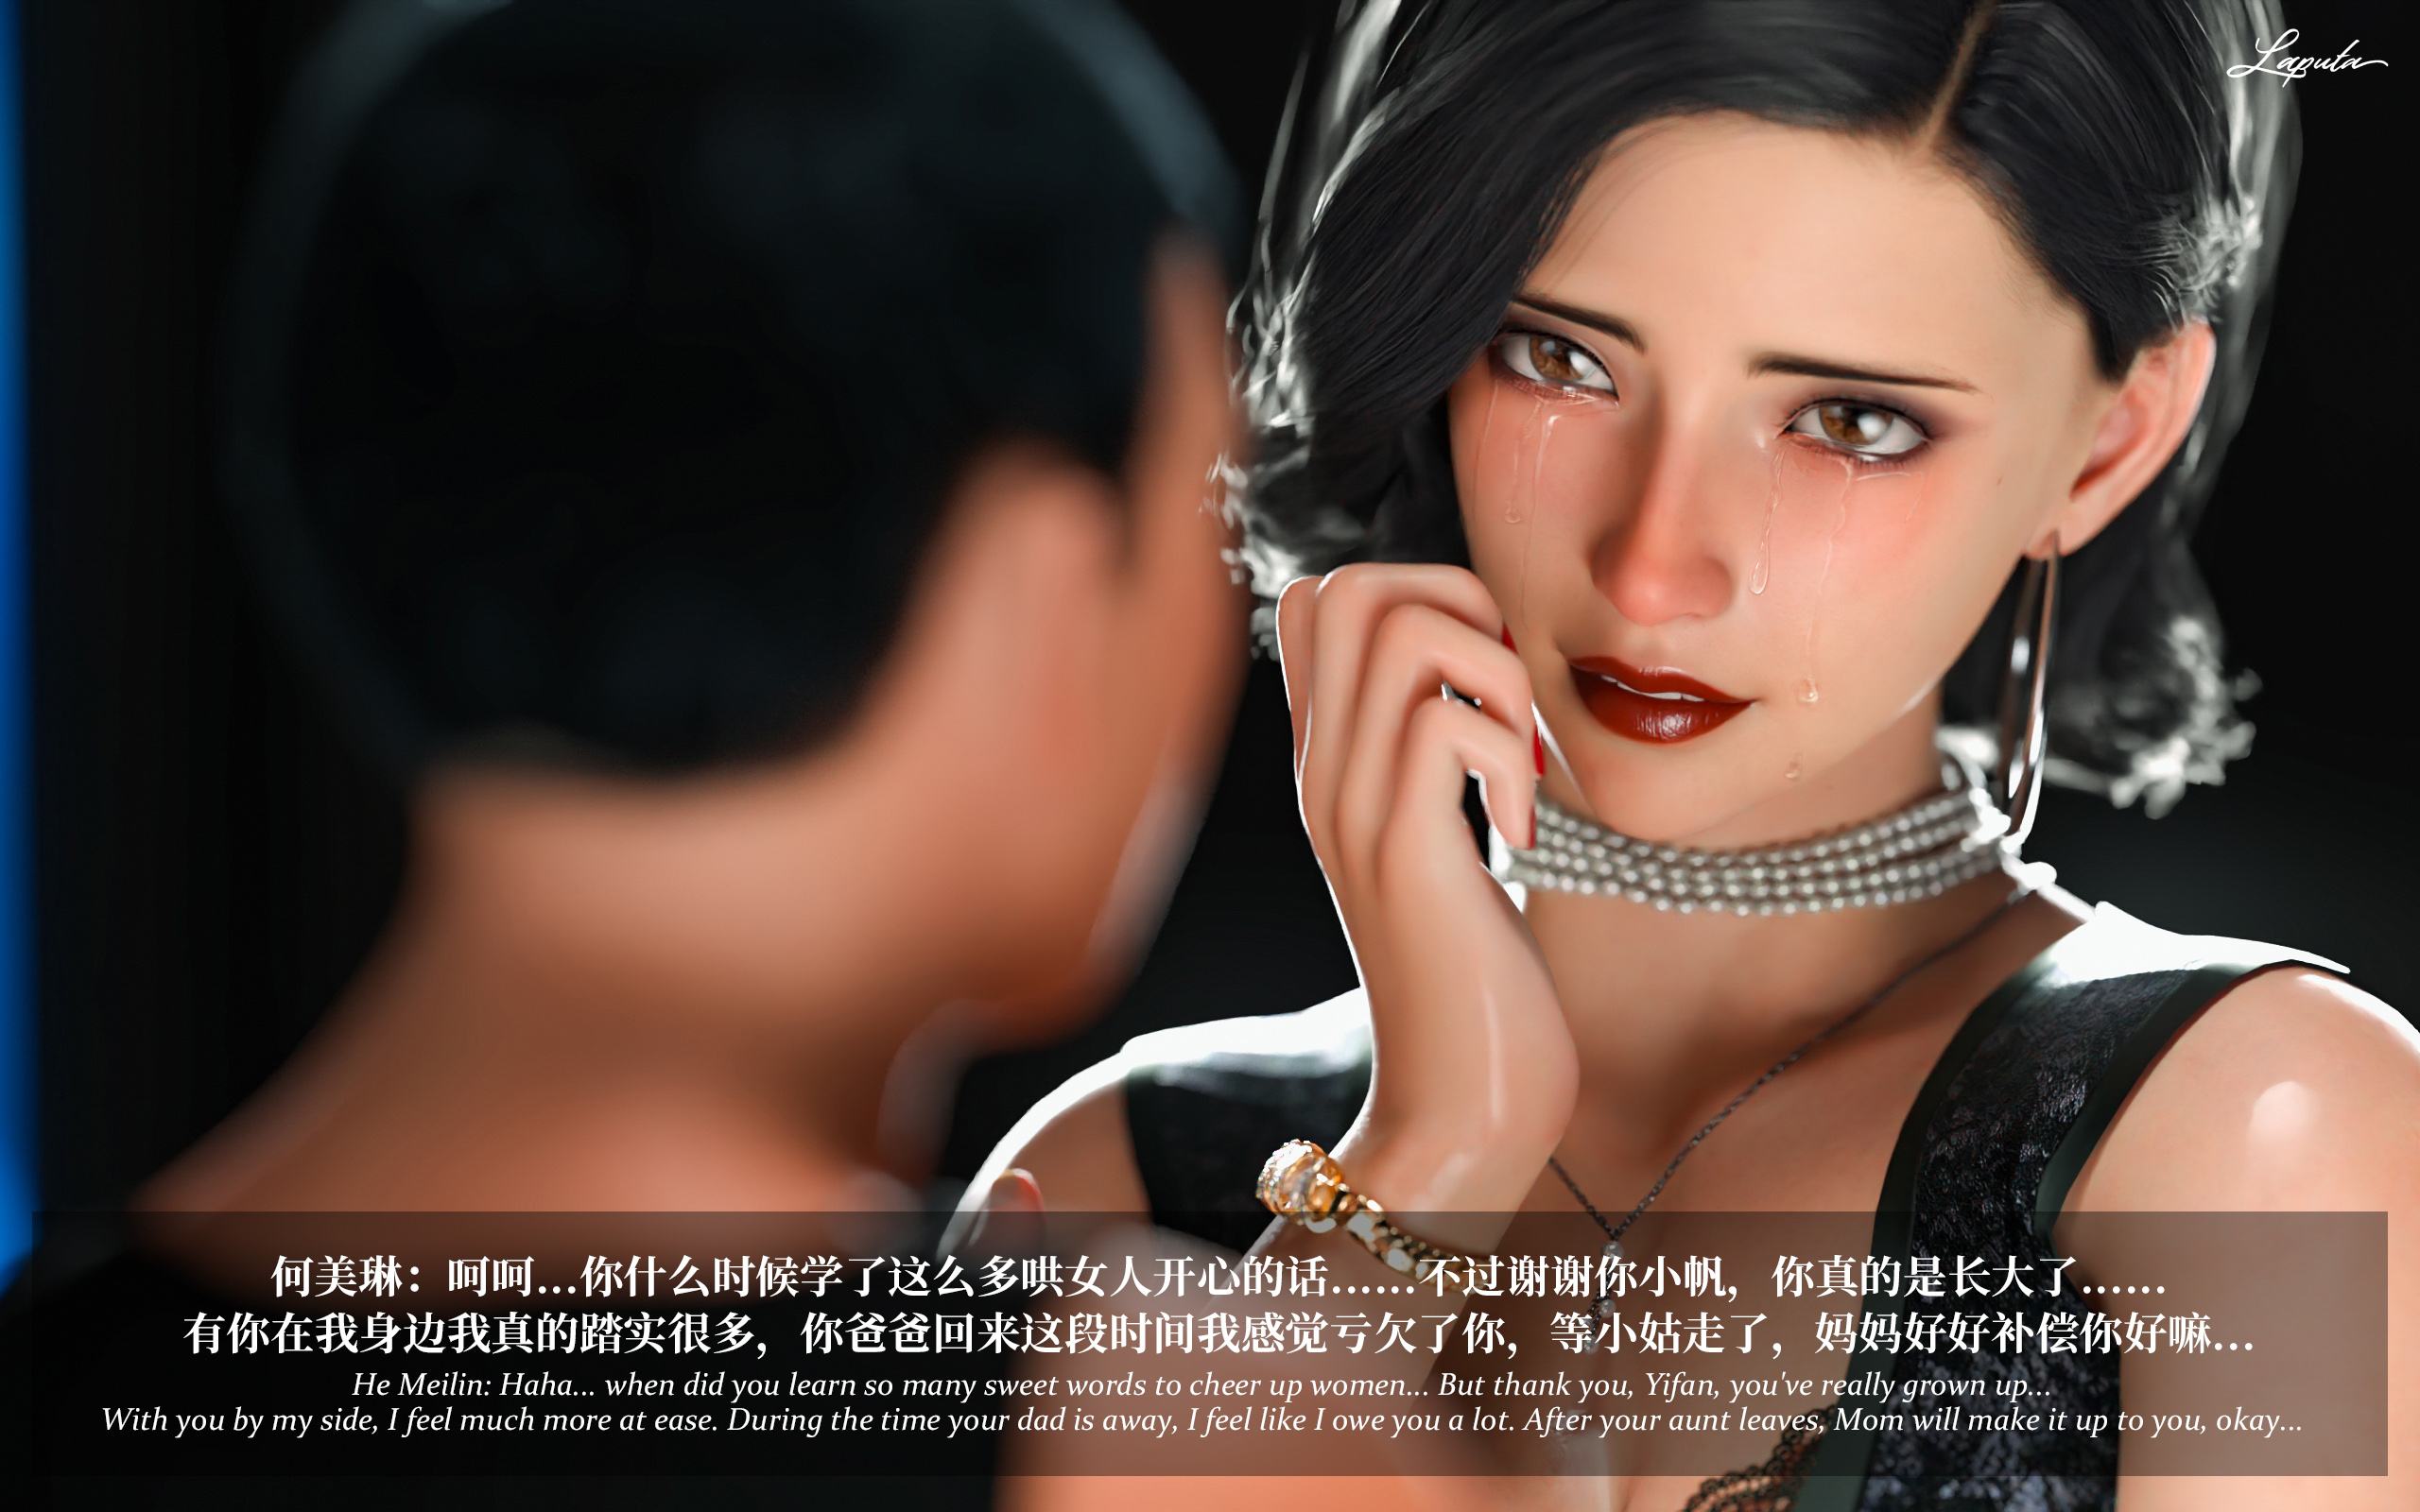 Laputa
何美琳：呵呵...你什么时候学了这么多哄女人开心的话......不过谢谢你小帆，你真的是长大了......
有你在我身边我真的踏实很多，你爸爸回来这段时间我感觉亏欠了你，等小姑走了，妈妈好好补偿你好嘛...
He Meilin: Haha... when did you learn so many sweet words to cheer up women... But thank you, Yifan, you've really grown up...
With you by my side, I feel much more at ease. During the time your dad is away, I feel like I owe you a lot. After your aunt leaves, Mom will make it up to you, okay...